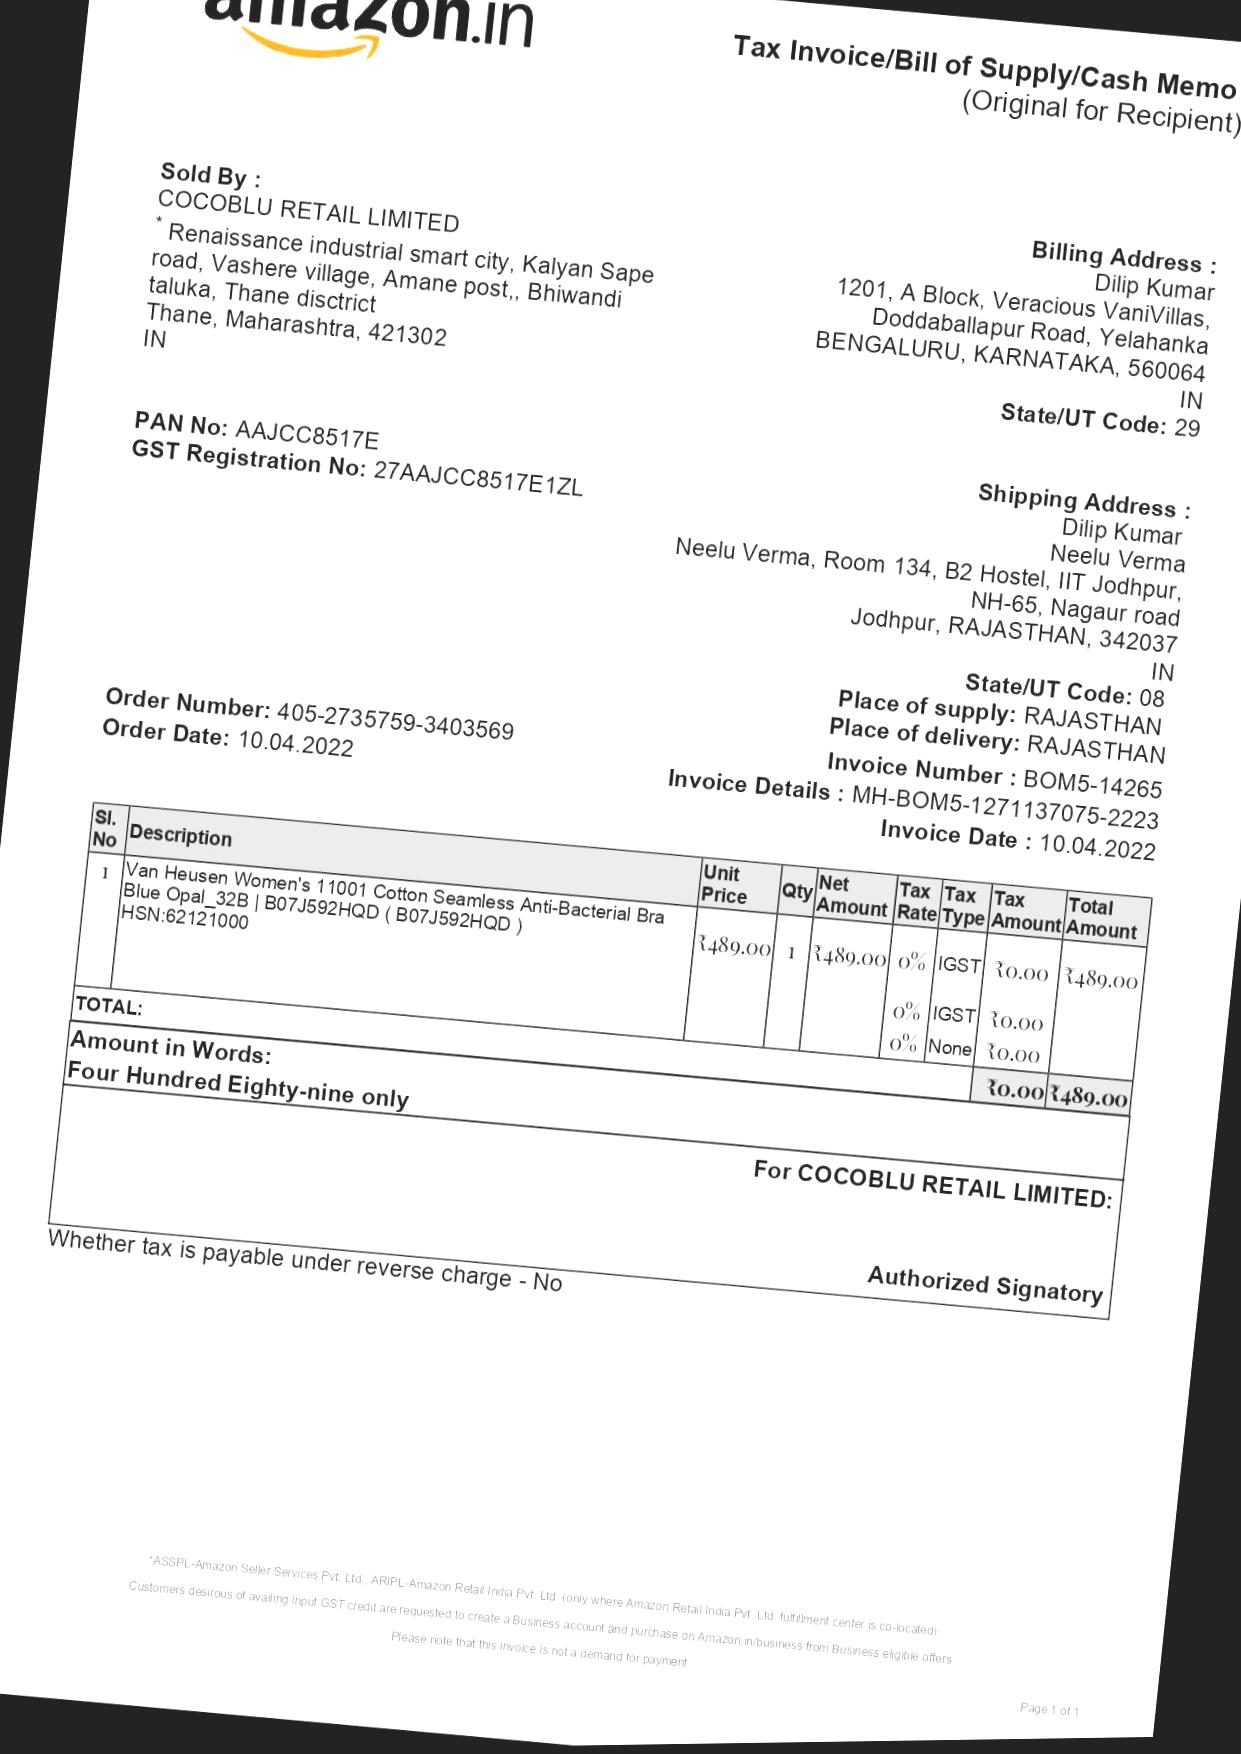 amazon.in
Tax Invoice/Bill of Supply/Cash Memo
(Original for Recipient)
Sold By :
COCOBLU RETAIL LIMITED
* Renaissance industrial smart city, Kalyan Sape
road, Vashere village, Amane post,, Bhiwandi
taluka, Thane disctrict
Thane, Maharashtra, 421302
IN
Billing Address :
Dilip Kumar
1201, A Block, Veracious VaniVillas,
Doddaballapur Road, Yelahanka
BENGALURU, KARNATAKA, 560064
IN
State/UT Code: 29
PAN No: AAJCC8517E
GST Registration No: 27AAJCC8517E1ZL
Shipping Address :
Dilip Kumar
Neelu Verma
Neelu Verma, Room 134, B2 Hostel, IIT Jodhpur,
NH-65, Nagaur road
Jodhpur, RAJASTHAN, 342037
IN
State/UT Code: 08
Place of supply: RAJASTHAN
Place of delivery: RAJASTHAN
Order Number: 405-2735759-3403569
Order Date: 10.04.2022
Invoice Number : BOM5-14265
Invoice Details : MH-BOM5-1271137075-2223
Invoice Date : 10.04.2022
Sl. No Description Unit Price Qty Net Amount Tax Rate Tax Type Tax Amount Total Amount
1 Van Heusen Women's 11001 Cotton Seamless Anti-Bacterial Bra
Blue Opal_32B | B07J592HQD ( B07J592HQD )
HSN:62121000
₹489.00 1 ₹489.00 0% IGST ₹0.00 ₹489.00
0% IGST ₹0.00
0% None ₹0.00
TOTAL: ₹0.00 ₹489.00
Amount in Words:
Four Hundred Eighty-nine only
For COCOBLU RETAIL LIMITED:
Authorized Signatory
Whether tax is payable under reverse charge - No
*ASSPL-Amazon Seller Services Pvt. Ltd., ARIPL-Amazon Retail India Pvt. Ltd. (only where Amazon Retail India Pvt. Ltd. fulfillment center is co-located)
Customers desirous of availing input GST credit are requested to create a Business account and purchase on Amazon.in/business from Business eligible offers
Please note that this invoice is not a demand for payment
Page 1 of 1